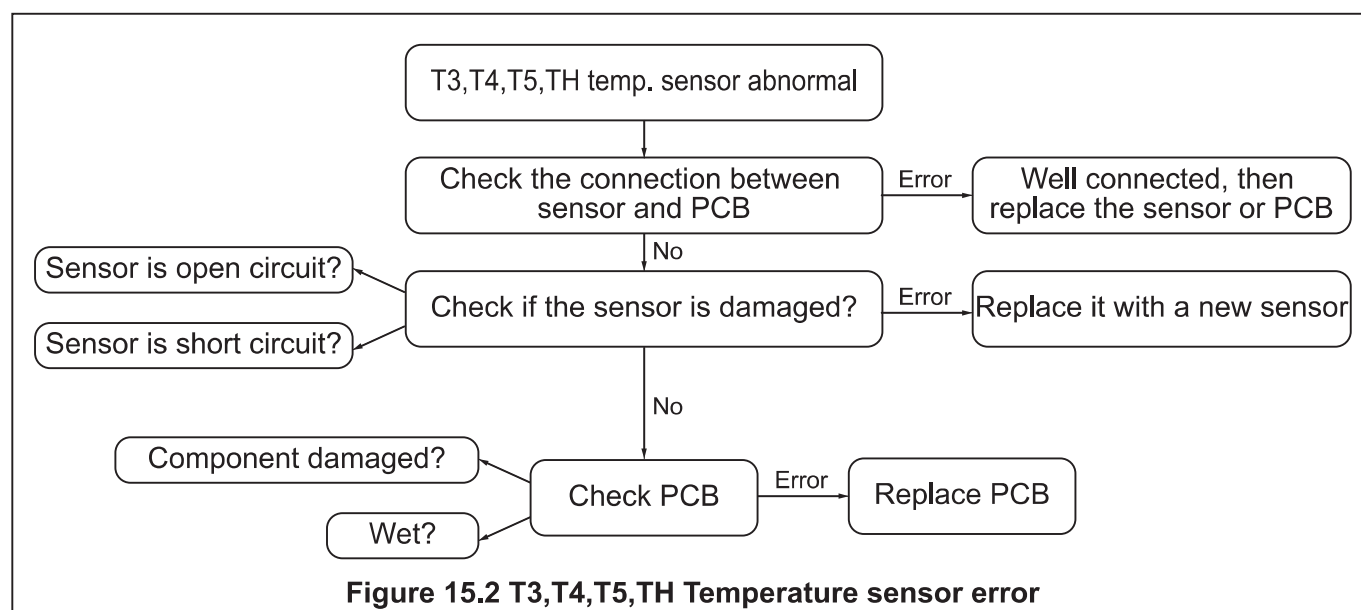 T3,T4,T5,TH temp. sensor abnormal
Check the connection between
sensor and PCB
Error
Well connected, then
replace the sensor or PCB
No
Sensor is open circuit?
Check if the sensor is damaged?
Error
Replace it with a new sensor
Sensor is short circuit?
No
Component damaged?
Check PCB
Error
Replace PCB
Wet?
Figure 15.2 T3,T4,T5,TH Temperature sensor error